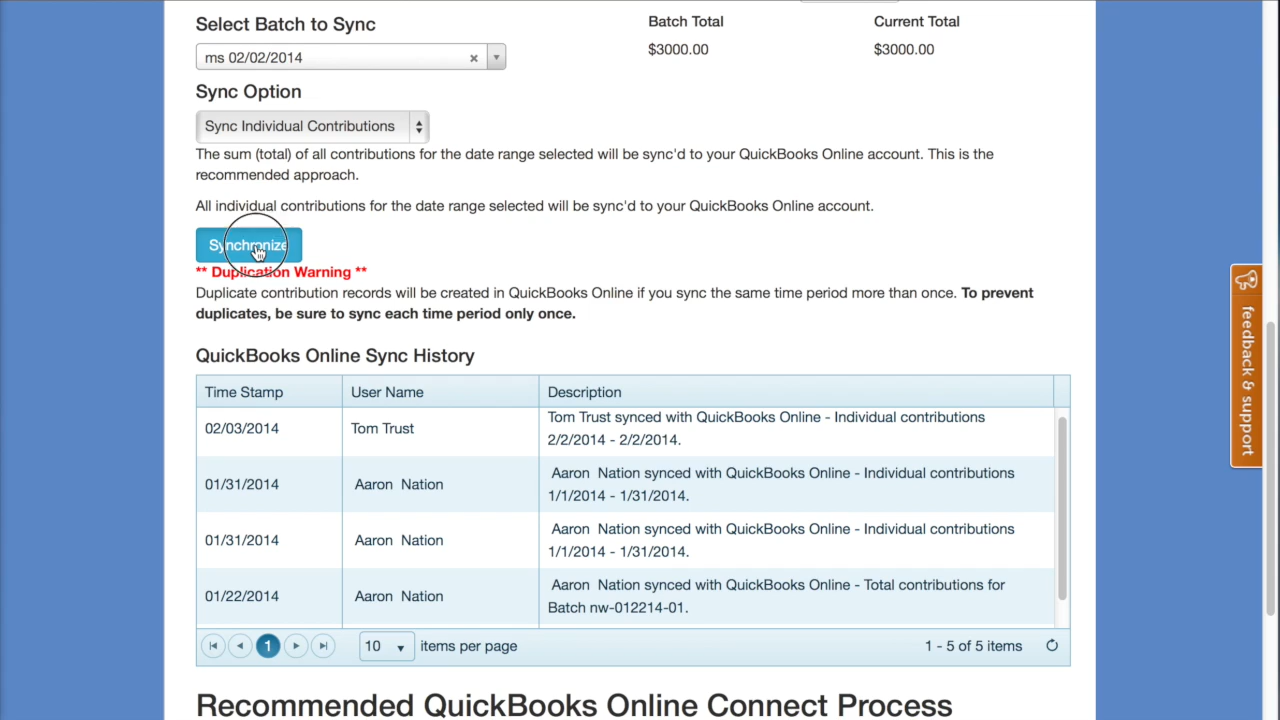 Select Batch to Sync
Batch Total
Current Total
ms 02/02/2014
$3000.00
$3000.00
Sync Option
Sync Individual Contributions
The sum (total) of all contributions for the date range selected will be sync'd to your QuickBooks Online account. This is the
recommended approach.
All individual contributions for the date range selected will be sync'd to your QuickBooks Online account.
Synchronize
** Duplication Warning **
Duplicate contribution records will be created in QuickBooks Online if you sync the same time period more than once. To prevent
duplicates, be sure to sync each time period only once.
QuickBooks Online Sync History
Time Stamp
User Name
Description
02/03/2014
Tom Trust
Tom Trust synced with QuickBooks Online - Individual contributions
2/2/2014 - 2/2/2014.
01/31/2014
Aaron Nation
Aaron Nation synced with QuickBooks Online - Individual contributions
1/1/2014 - 1/31/2014.
01/31/2014
Aaron Nation
Aaron Nation synced with QuickBooks Online - Individual contributions
1/1/2014 - 1/31/2014.
01/22/2014
Aaron Nation
Aaron Nation synced with QuickBooks Online - Total contributions for
Batch nw-012214-01.
1
10
items per page
1 - 5 of 5 items
Recommended QuickBooks Online Connect Process
feedback & support